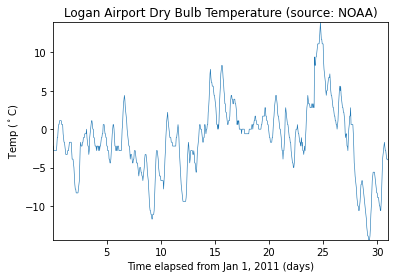 Logan Airport Dry Bulb Temperature (source: NOAA)
Temp (°C)
10
5
0
−5
−10
5 10 15 20 25 30
Time elapsed from Jan 1, 2011 (days)